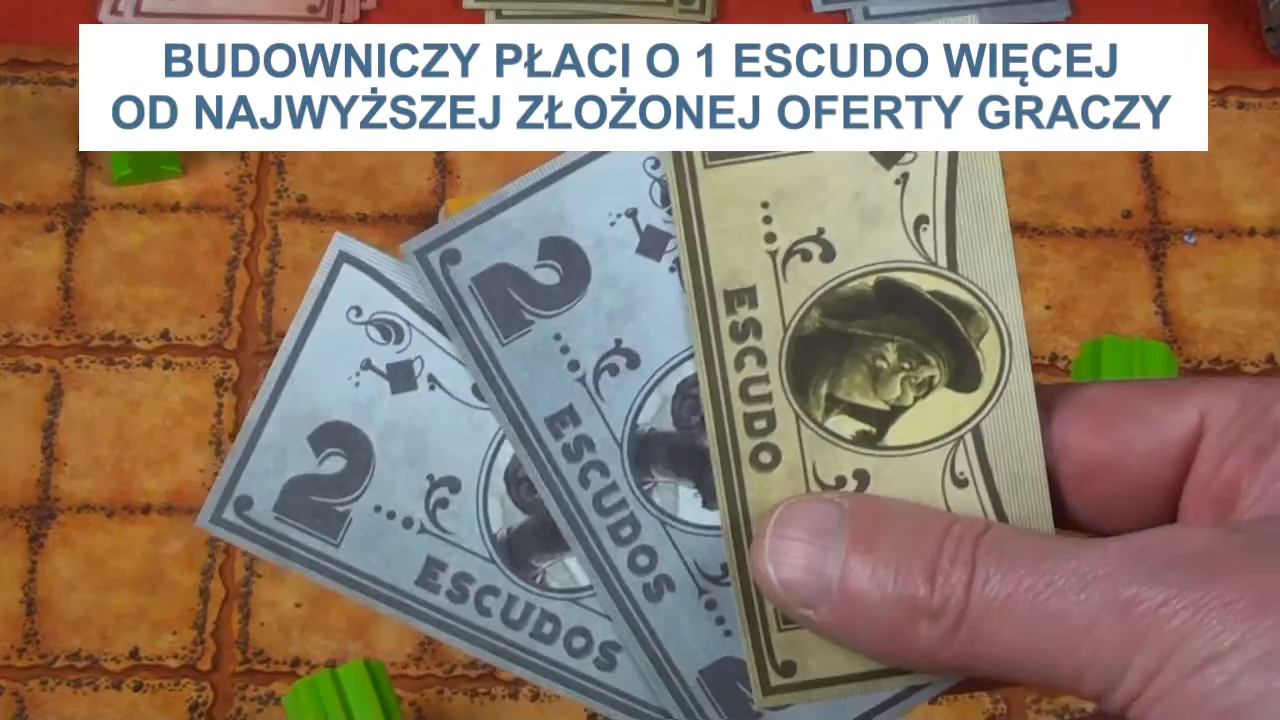 BUDOWNICZY PŁACI O 1 ESCUDO WIĘCEJ
OD NAJWYŻSZEJ ZŁOŻONEJ OFERTY GRACZY
2
ESCUDOS
2
ESCUDOS
2
ESCUDO